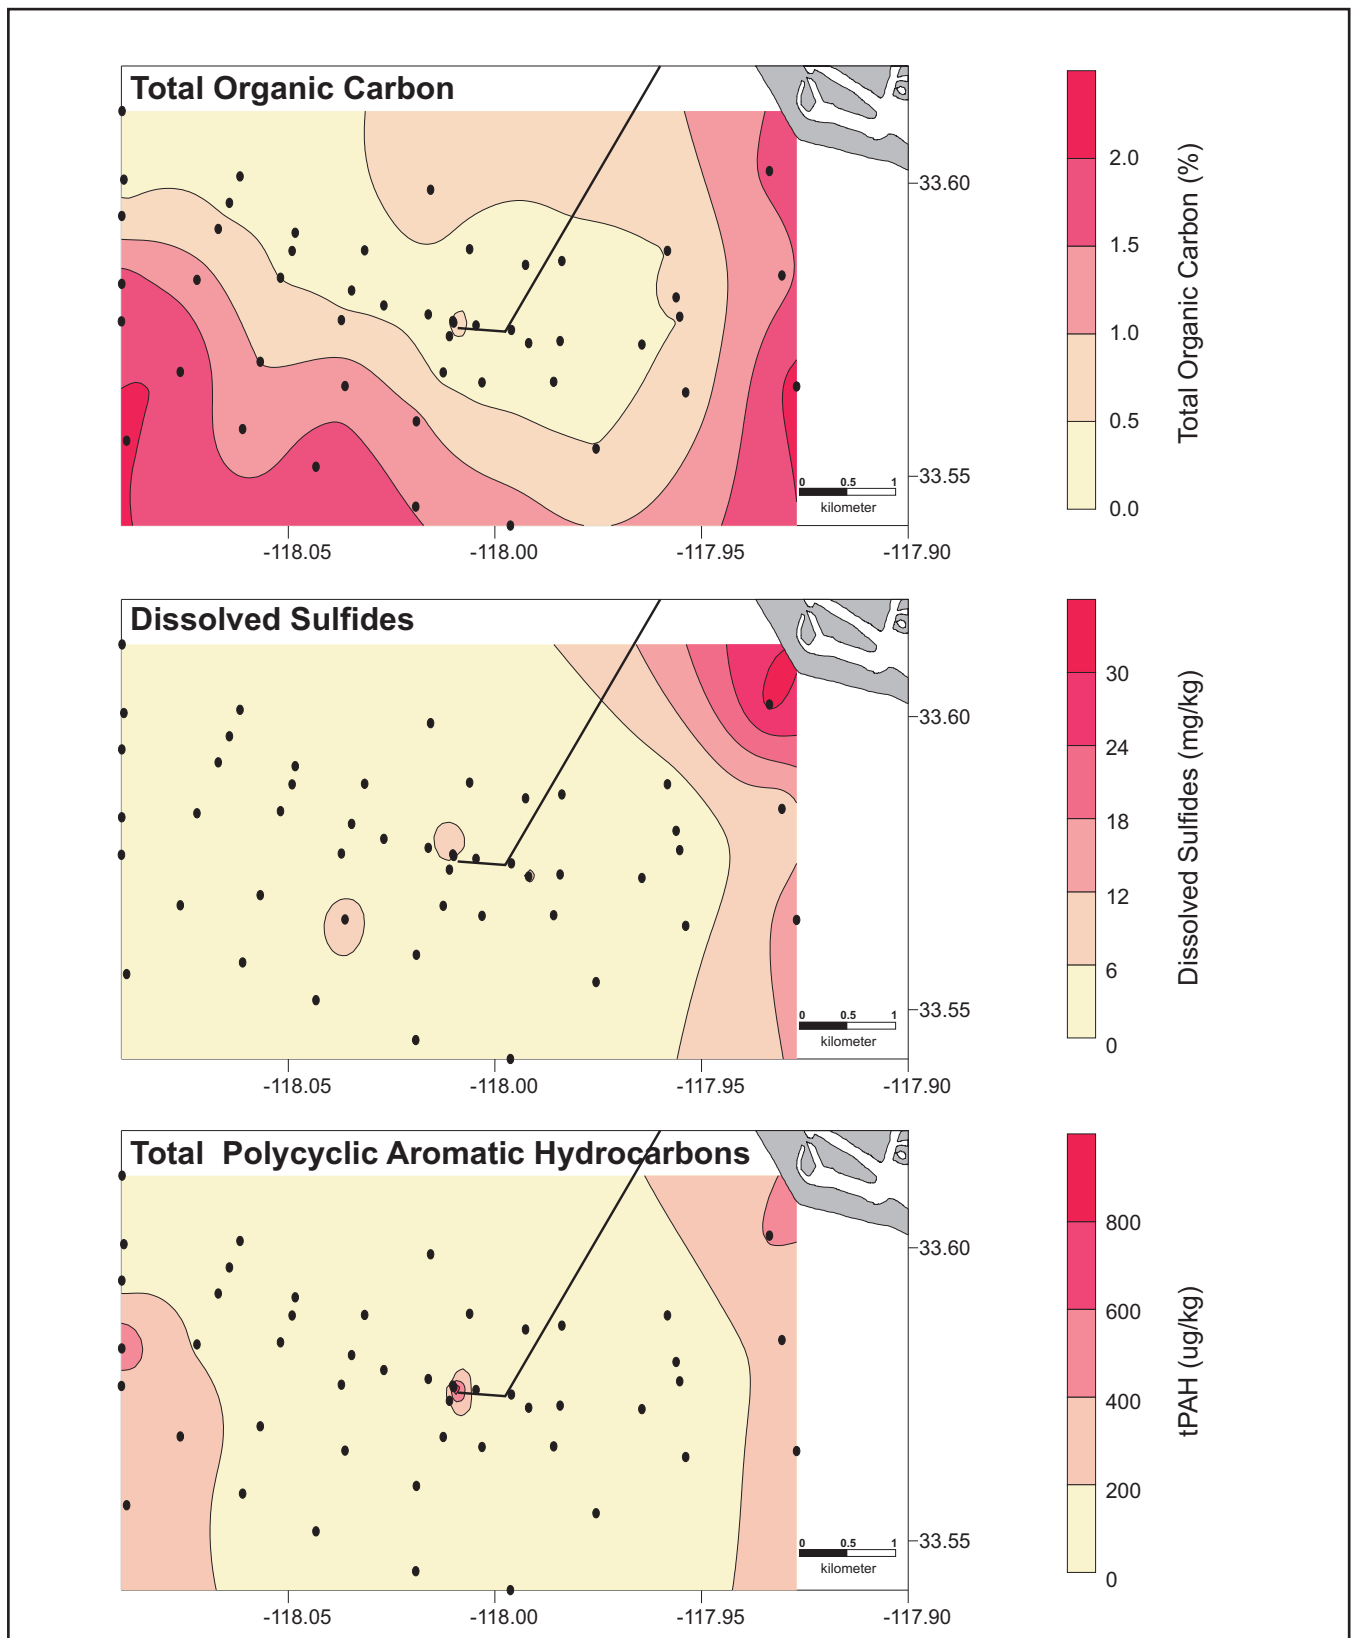 Total Organic Carbon
33.60
33.55
0 0.5 1
kilometer
-118.05 -118.00 -117.95 -117.90
2.0
1.5
1.0
0.5
0.0
Total Organic Carbon (%)
Dissolved Sulfides
33.60
33.55
0 0.5 1
kilometer
-118.05 -118.00 -117.95 -117.90
30
24
18
12
6
0
Dissolved Sulfides (mg/kg)
Total Polycyclic Aromatic Hydrocarbons
33.60
33.55
0 0.5 1
kilometer
-118.05 -118.00 -117.95 -117.90
800
600
400
200
0
tPAH (ug/kg)